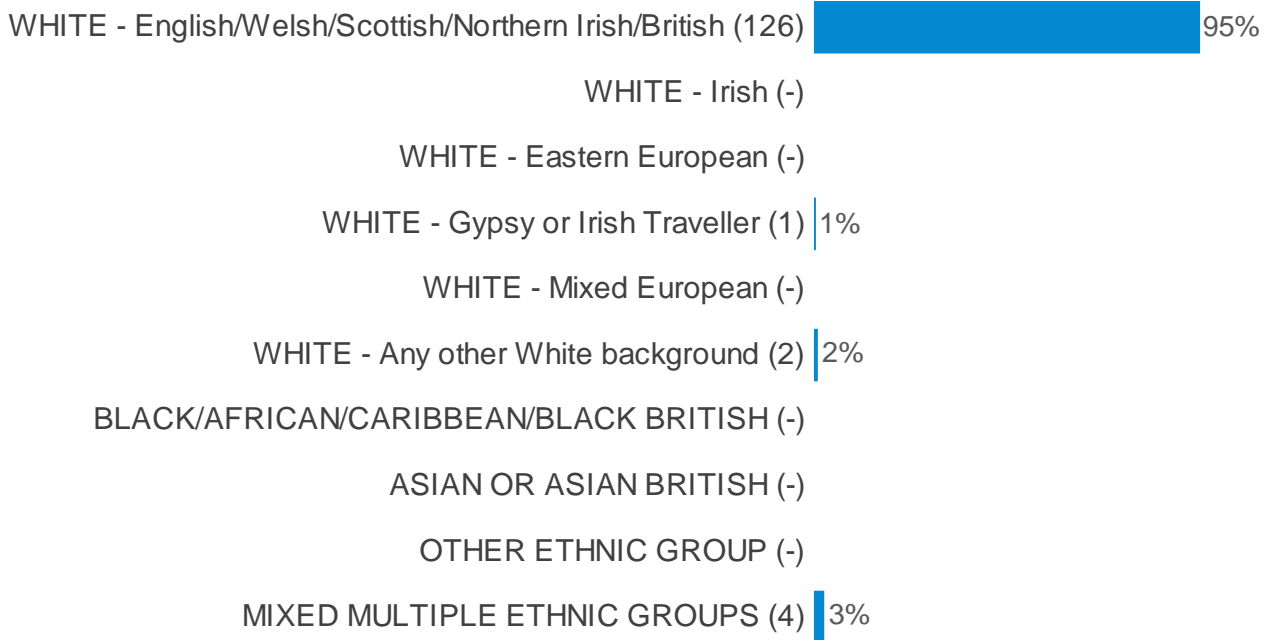 WHITE - English/Welsh/Scottish/Northern Irish/British (126) 95%
WHITE - Irish (-)
WHITE - Eastern European (-)
WHITE - Gypsy or Irish Traveller (1) 1%
WHITE - Mixed European (-)
WHITE - Any other White background (2) 2%
BLACK/AFRICAN/CARIBBEAN/BLACK BRITISH (-)
ASIAN OR ASIAN BRITISH (-)
OTHER ETHNIC GROUP (-)
MIXED MULTIPLE ETHNIC GROUPS (4) 3%